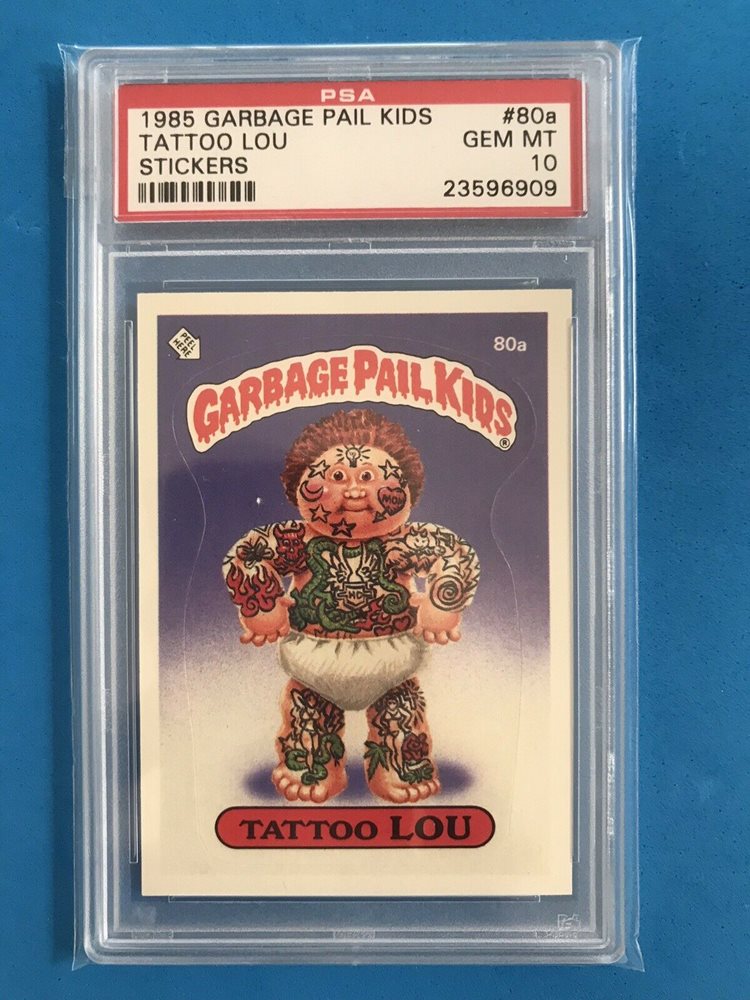 PSA
1985 GARBAGE PAIL KIDS #80a
TATTOO LOU GEM MT
STICKERS 10
23596909
PEEL HERE
80a
GARBAGE PAIL KIDS®
MOM
HD
TATTOO LOU